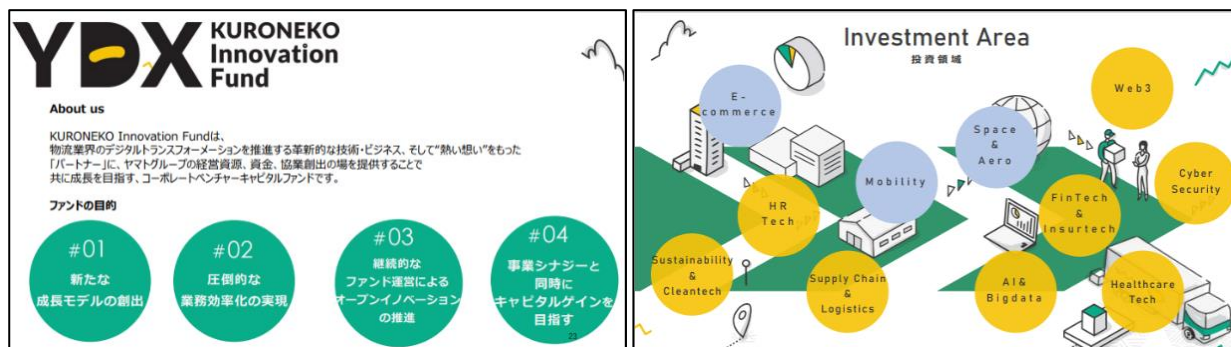 YDX KURONEKO
Innovation
Fund
About us
KURONEKO Innovation Fundは、
物流業界のデジタルトランスフォーメーションを推進する革新的な技術・ビジネス、そして"熱い想い"をもった
「パートナー」に、ヤマトグループの経営資源、資金、協業創出の場を提供することで
共に成長を目指す、コーポレートベンチャーキャピタルファンドです。
ファンドの目的
#01
新たな
成長モデルの創出
#02
圧倒的な
業務効率化の実現
#03
継続的な
ファンド運営による
オープンイノベーション
の推進
#04
事業シナジーと
同時に
キャピタルゲインを
目指す
23
Investment Area
投資領域
E-
commerce
Space
&
Aero
Web3
Mobility
HR
Tech
FinTech
&
Insurtech
Cyber
Security
Sustainability
&
Cleantech
Supply Chain
&
Logistics
AI&
Bigdata
Healthcare
Tech